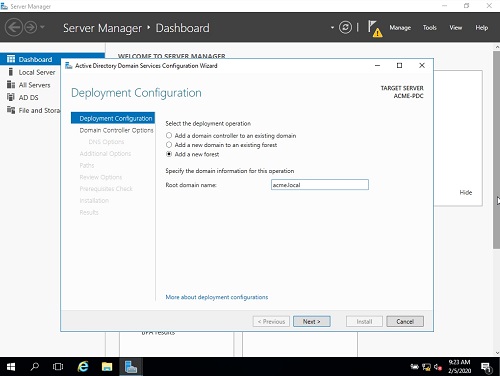 Server Manager
Server Manager • Dashboard
Manage Tools View Help
Dashboard
Local Server
All Servers
AD DS
File and Stora
WELCOME TO SERVER MANAGER
Active Directory Domain Services Configuration Wizard
Deployment Configuration
TARGET SERVER
ACME-PDC
Deployment Configuration
Domain Controller Options
DNS Options
Additional Options
Paths
Review Options
Prerequisites Check
Installation
Results
Select the deployment operation
Add a domain controller to an existing domain
Add a new domain to an existing forest
Add a new forest
Specify the domain information for this operation
Root domain name:
acme.local
More about deployment configurations
< Previous
Next >
Install
Cancel
Hide
BPA results
9:23 AM
2/5/2020